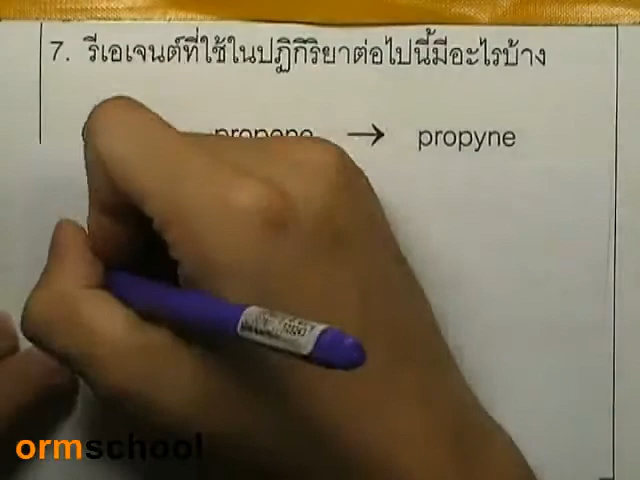 7. รีเอเจนต์ที่ใช้ในปฏิกิริยาต่อไปนี้มีอะไรบ้าง
→ propyne
ormschool